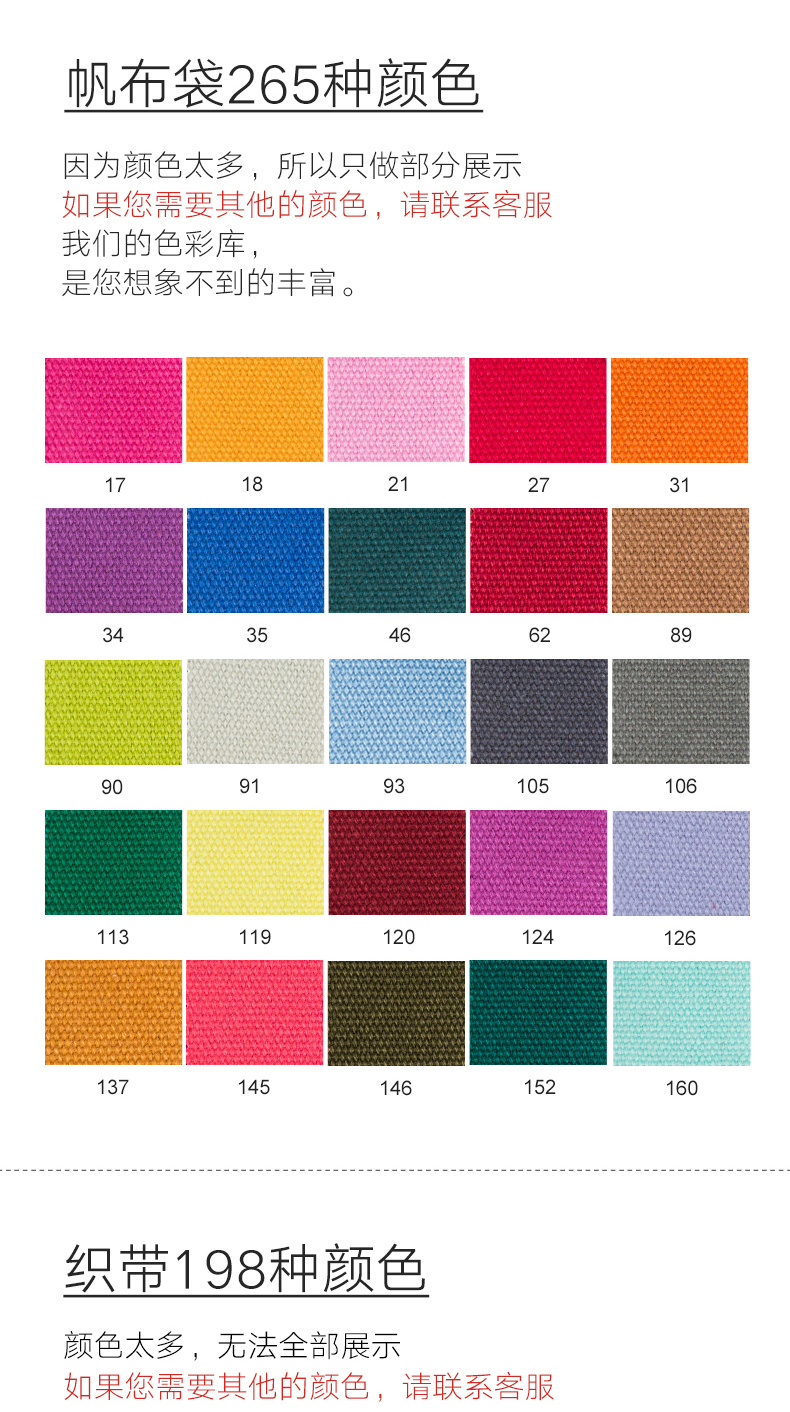 帆布袋265种颜色
因为颜色太多，所以只做部分展示
如果您需要其他的颜色，请联系客服
我们的色彩库，
是您想象不到的丰富。
17 18 21 27 31
34 35 46 62 89
90 91 93 105 106
113 119 120 124 126
137 145 146 152 160
织带198种颜色
颜色太多，无法全部展示
如果您需要其他的颜色，请联系客服